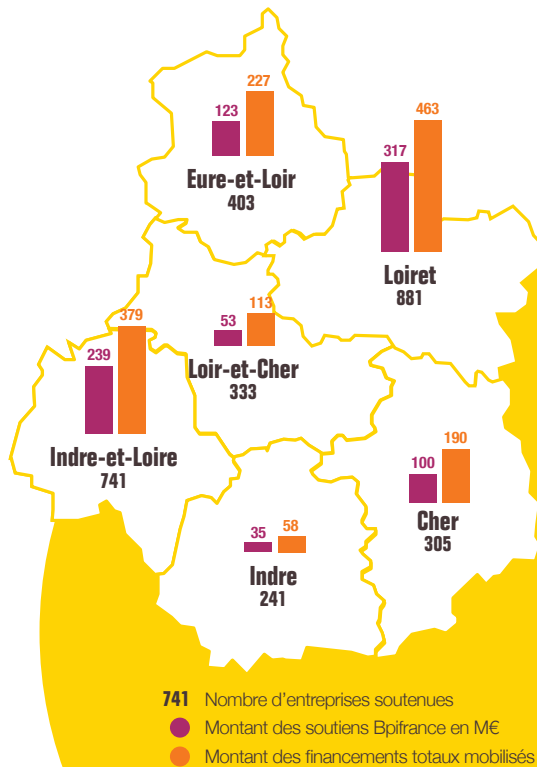 123 227
Eure-et-Loir
403
317 463
Loiret
881
53 113
Loir-et-Cher
333
239 379
Indre-et-Loire
741
100 190
Cher
305
35 58
Indre
241
741 Nombre d'entreprises soutenues
Montant des soutiens Bpifrance en M€
Montant des financements totaux mobilisés